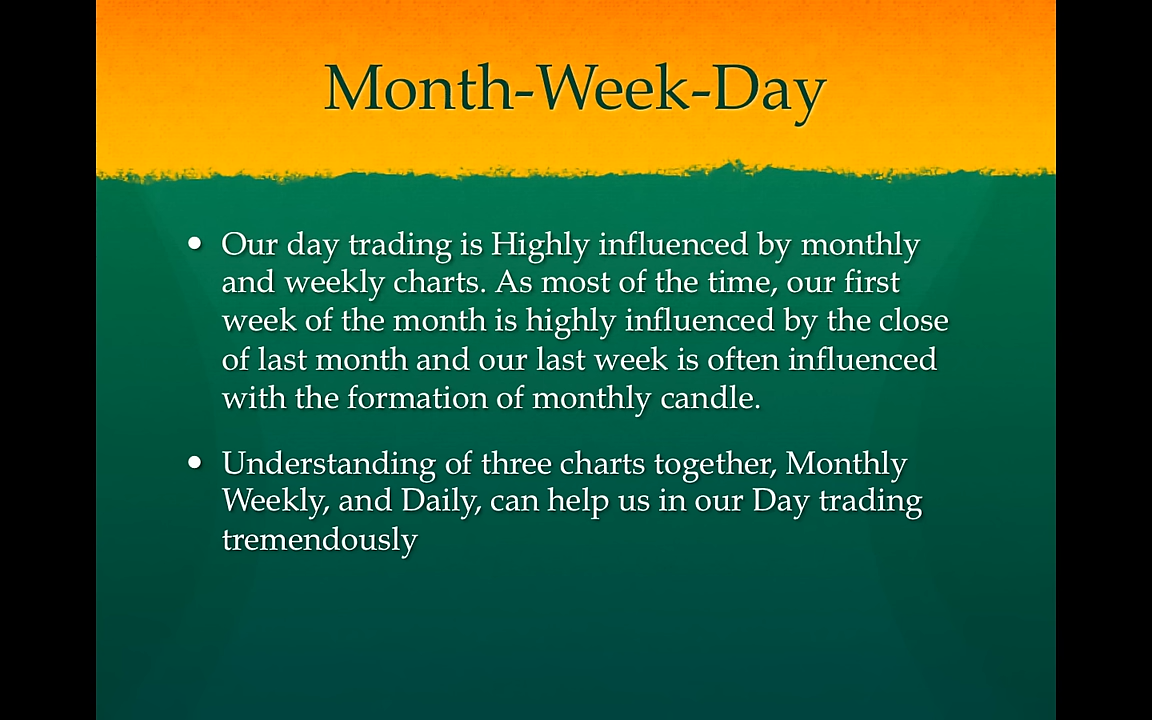 Month-Week-Day
• Our day trading is Highly influenced by monthly
and weekly charts. As most of the time, our first
week of the month is highly influenced by the close
of last month and our last week is often influenced
with the formation of monthly candle.
• Understanding of three charts together, Monthly
Weekly, and Daily, can help us in our Day trading
tremendously